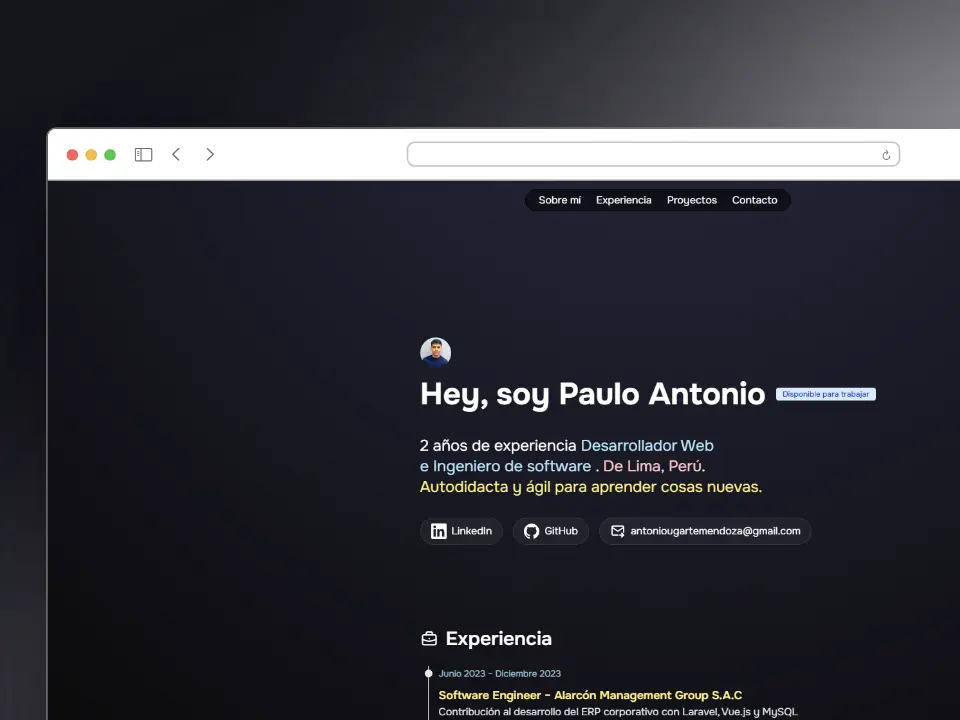 Sobre mí Experiencia Proyectos Contacto
Hey, soy Paulo Antonio Disponible para trabajar
2 años de experiencia Desarrollador Web
e Ingeniero de software . De Lima, Perú.
Autodidacta y ágil para aprender cosas nuevas.
LinkedIn GitHub antoniougartemendoza@gmail.com
Experiencia
Junio 2023 - Diciembre 2023
Software Engineer - Alarcón Management Group S.A.C
Contribución al desarrollo del ERP corporativo con Laravel, Vue.js y MySQL